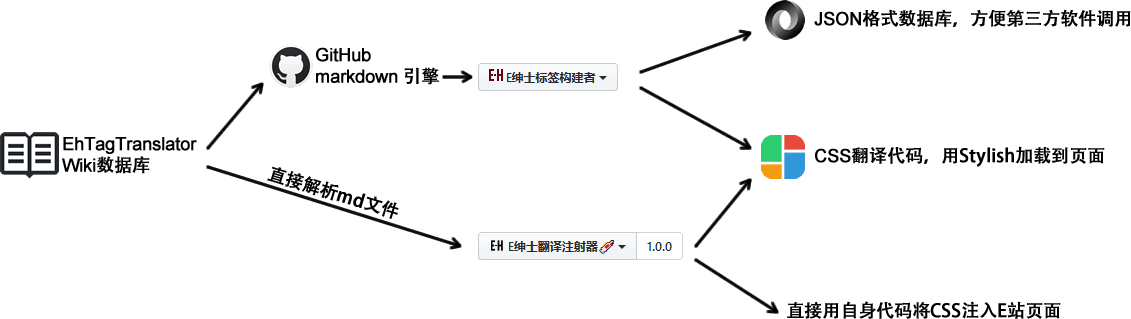 JSON格式数据库，方便第三方软件调用
GitHub
markdown 引擎
E-H E绅士标签构建者
EhTagTranslator
Wiki数据库
CSS翻译代码，用Stylish加载到页面
直接解析md文件
E-H E绅士翻译注射器 1.0.0
直接用自身代码将CSS注入E站页面